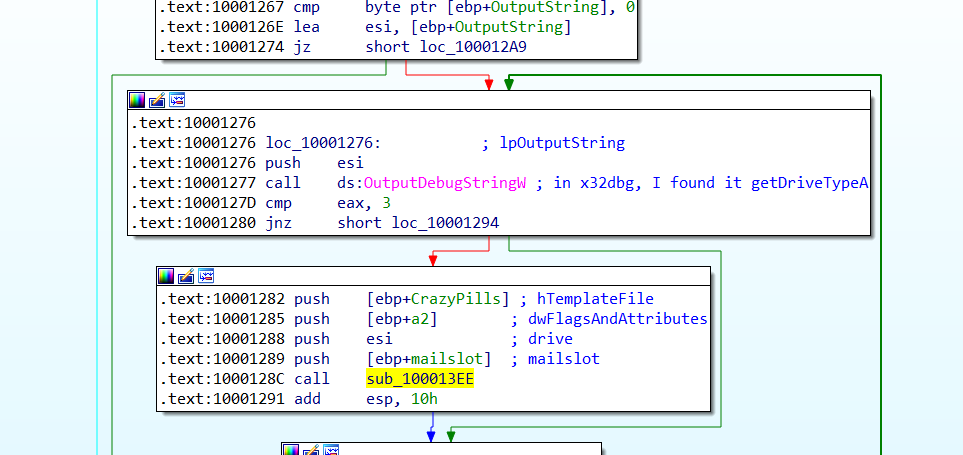 .text:10001267 cmp     byte ptr [ebp+OutputString], 0
.text:1000126E lea     esi, [ebp+OutputString]
.text:10001274 jz      short loc_100012A9
.text:10001276
.text:10001276 loc_10001276:             ; lpOutputString
.text:10001276 push    esi
.text:10001277 call    ds:OutputDebugStringW ; in x32dbg, I found it getDriveTypeA
.text:1000127D cmp     eax, 3
.text:10001280 jnz     short loc_10001294
.text:10001282 push    [ebp+CrazyPills] ; hTemplateFile
.text:10001285 push    [ebp+a2]        ; dwFlagsAndAttributes
.text:10001288 push    esi             ; drive
.text:10001289 push    [ebp+mailslot]  ; mailslot
.text:1000128C call    sub_100013EE
.text:10001291 add     esp, 10h